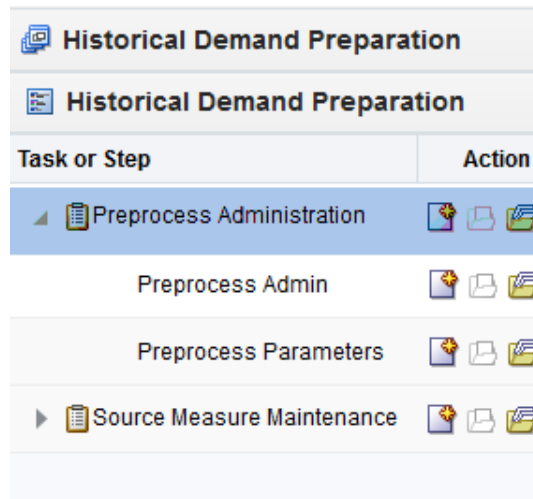 Historical Demand Preparation
Historical Demand Preparation
Task or Step Action
Preprocess Administration
Preprocess Admin
Preprocess Parameters
Source Measure Maintenance